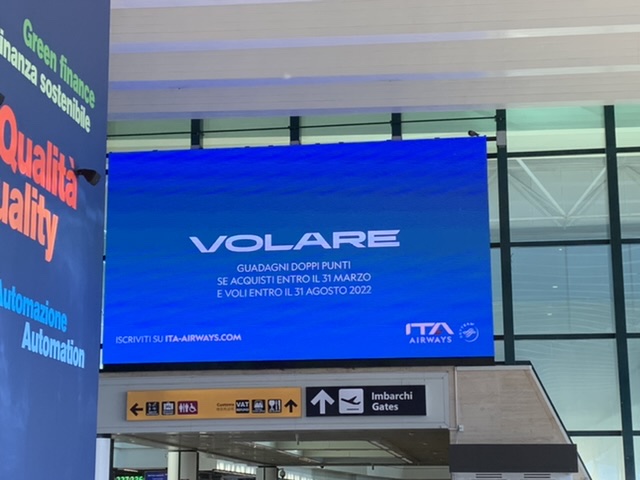 Green finance
inanza sostenibile
Qualità
uality
Automazione
Automation
VOLARE
GUADAGNI DOPPI PUNTI
SE ACQUISTI ENTRO IL 31 MARZO
E VOLI ENTRO IL 31 AGOSTO 2022
ISCRIVITI SU ITA-AIRWAYS.COM
ITA
AIRWAYS
VAT
Imbarchi
Gates